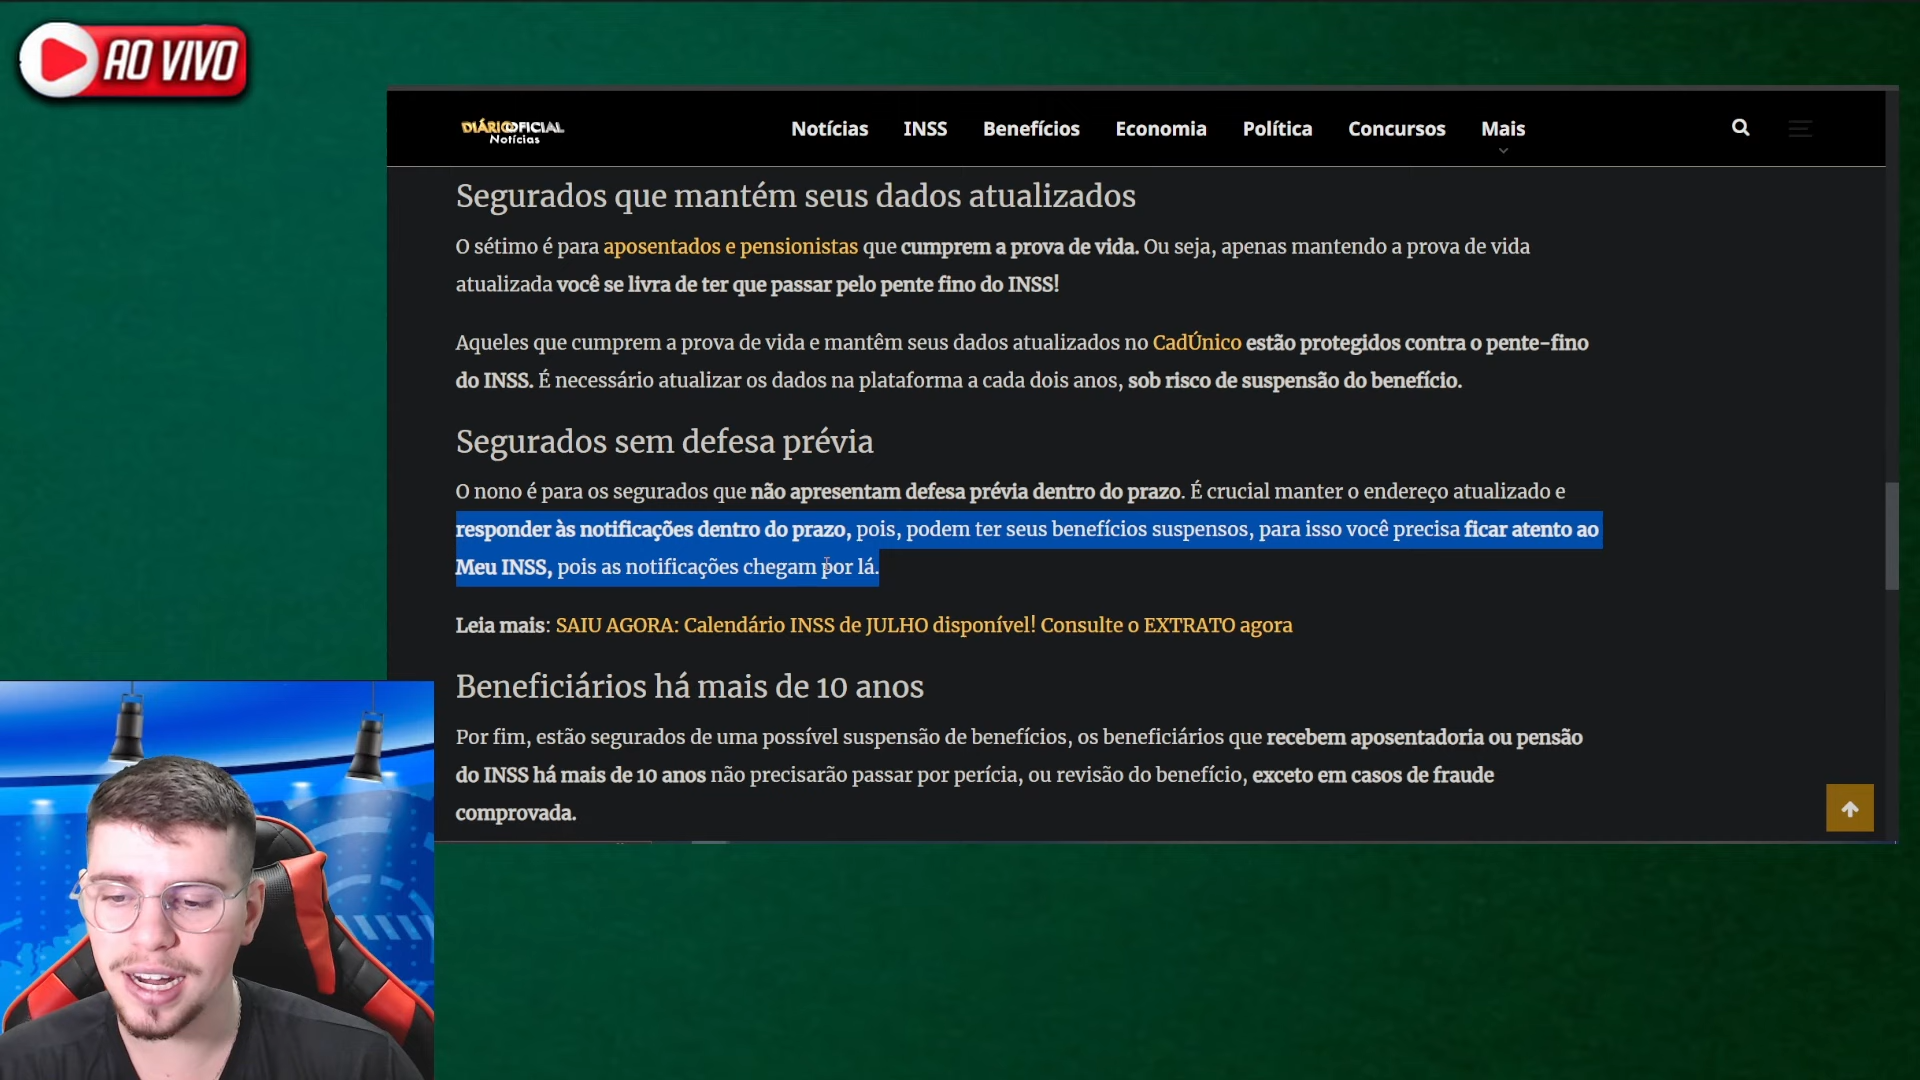 AO VIVO
DIÁRIO OFICIAL
Notícias
Notícias INSS Benefícios Economia Política Concursos Mais
Segurados que mantém seus dados atualizados
O sétimo é para aposentados e pensionistas que cumprem a prova de vida. Ou seja, apenas mantendo a prova de vida
atualizada você se livra de ter que passar pelo pente fino do INSS!
Aqueles que cumprem a prova de vida e mantêm seus dados atualizados no CadÚnico estão protegidos contra o pente-fino
do INSS. É necessário atualizar os dados na plataforma a cada dois anos, sob risco de suspensão do benefício.
Segurados sem defesa prévia
O nono é para os segurados que não apresentam defesa prévia dentro do prazo. É crucial manter o endereço atualizado e
responder às notificações dentro do prazo, pois, podem ter seus benefícios suspensos, para isso você precisa ficar atento ao
Meu INSS, pois as notificações chegam por lá.
Leia mais: SAIU AGORA: Calendário INSS de JULHO disponível! Consulte o EXTRATO agora
Beneficiários há mais de 10 anos
Por fim, estão segurados de uma possível suspensão de benefícios, os beneficiários que recebem aposentadoria ou pensão
do INSS há mais de 10 anos não precisarão passar por perícia, ou revisão do benefício, exceto em casos de fraude
comprovada.